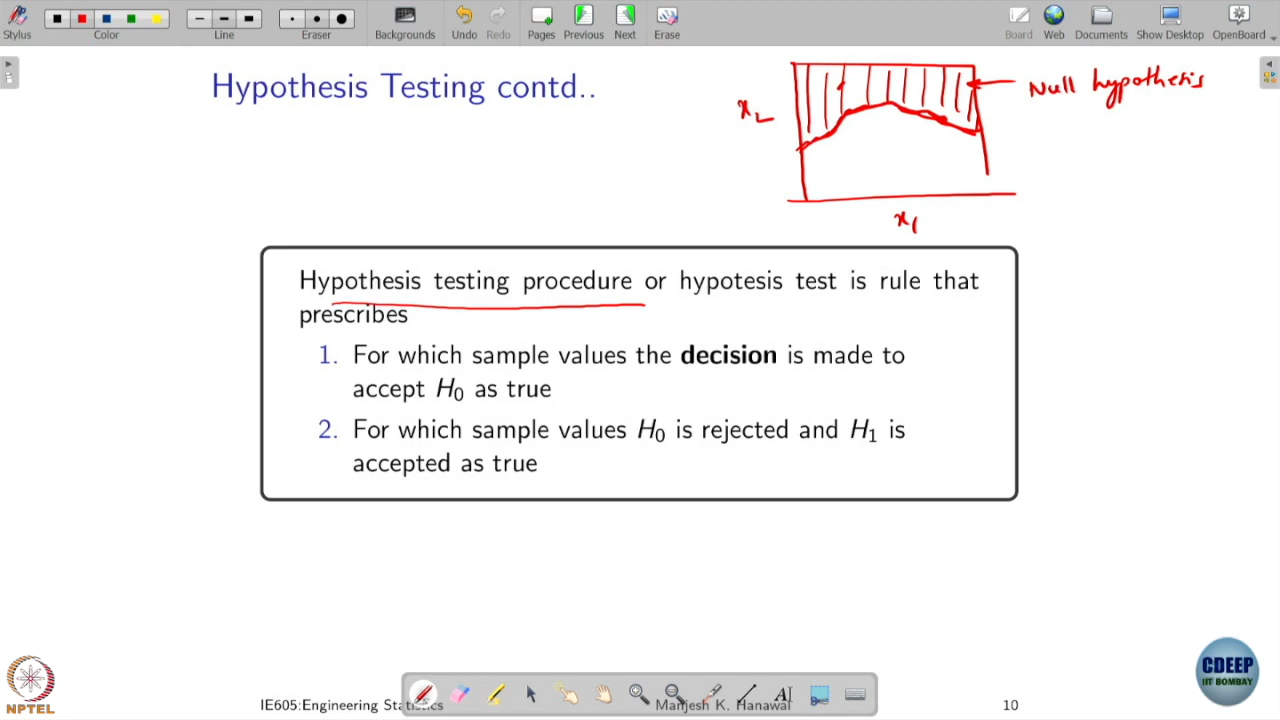 Stylus
Color
Line
Eraser
Backgrounds
Undo
Redo
Pages
Previous
Next
Erase
Board
Web
Documents
Show Desktop
OpenBoard
Hypothesis Testing contd..
x2
Null hypothesis
x1
Hypothesis testing procedure or hypotesis test is rule that
prescribes
1. For which sample values the decision is made to
accept H0 as true
2. For which sample values H0 is rejected and H1 is
accepted as true
NPTEL
IE605:Engineering Statistics
Manjesh K. Hanawal
10
CDEEP
IIT BOMBAY